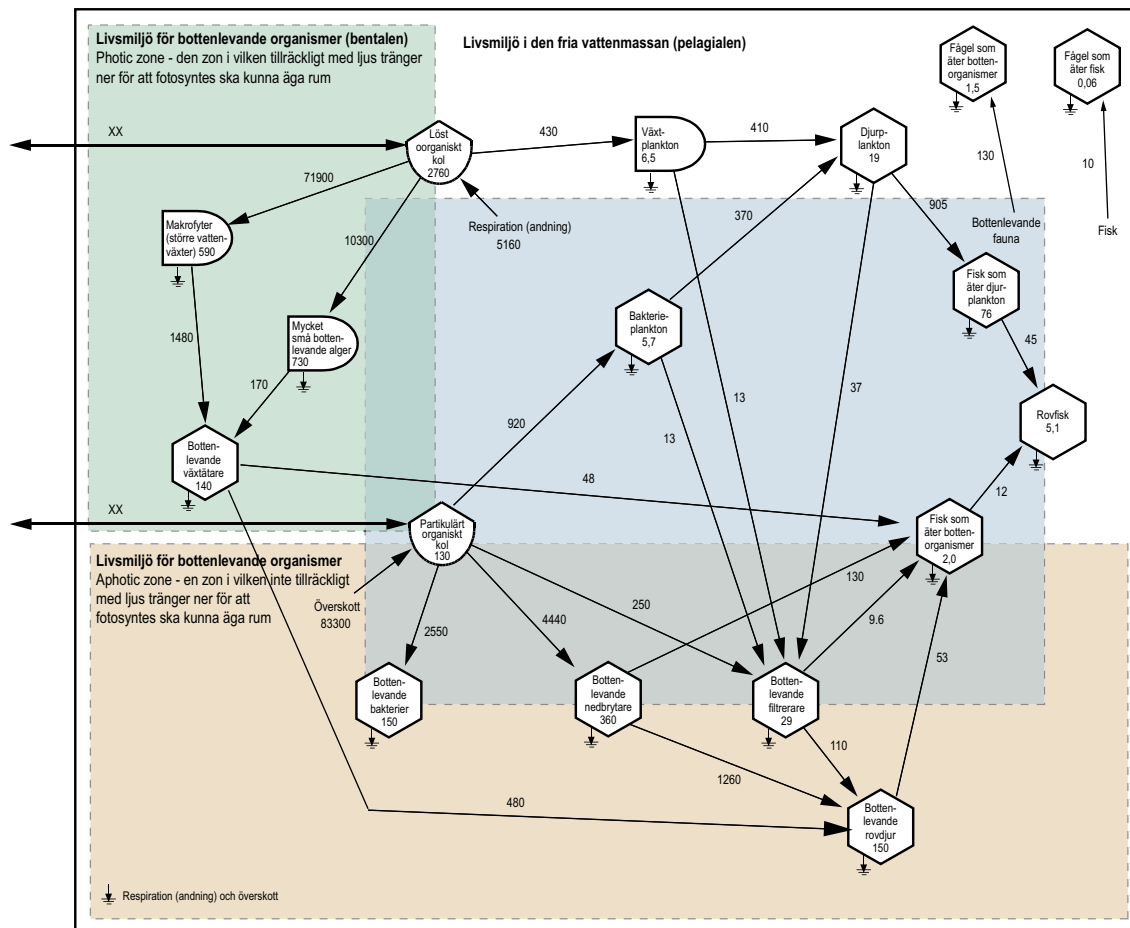 Livsmiljö för bottenlevande organismer (bentalen)
Photic zone - den zon i vilken tillräckligt med ljus tränger
ner för att fotosyntes ska kunna äga rum
Livsmiljö i den fria vattenmassan (pelagialen)
Fågel som
äter botten-
organismer
1,5
Fågel som
äter fisk
0,06
XX
Löst
oorganiskt
kol
2760
430
Växt-
plankton
6,5
410
Djur-
plankton
19
130
10
71900
Respiration (andning)
5160
370
905
Bottenlevande
fauna
Fisk
Makrofyter
(större vatten-
växter) 590
10300
Fisk som
äter djur-
plankton
76
1480
Mycket
små botten-
levande alger
730
Bakterie-
plankton
5,7
45
170
920
13
13
37
Rovfisk
5,1
Botten-
levande
växtätare
140
48
12
XX
Partikulärt
organiskt
kol
130
Fisk som
äter botten-
organismer
2,0
Livsmiljö för bottenlevande organismer
Aphotic zone - en zon i vilken inte tillräckligt
med ljus tränger ner för att
fotosyntes ska kunna äga rum
Överskott
83300
130
250
2550
4440
9.6
53
Botten-
levande
bakterier
150
Botten-
levande
nedbrytare
360
Botten-
levande
filtrerare
29
110
1260
480
Botten-
levande
rovdjur
150
Respiration (andning) och överskott